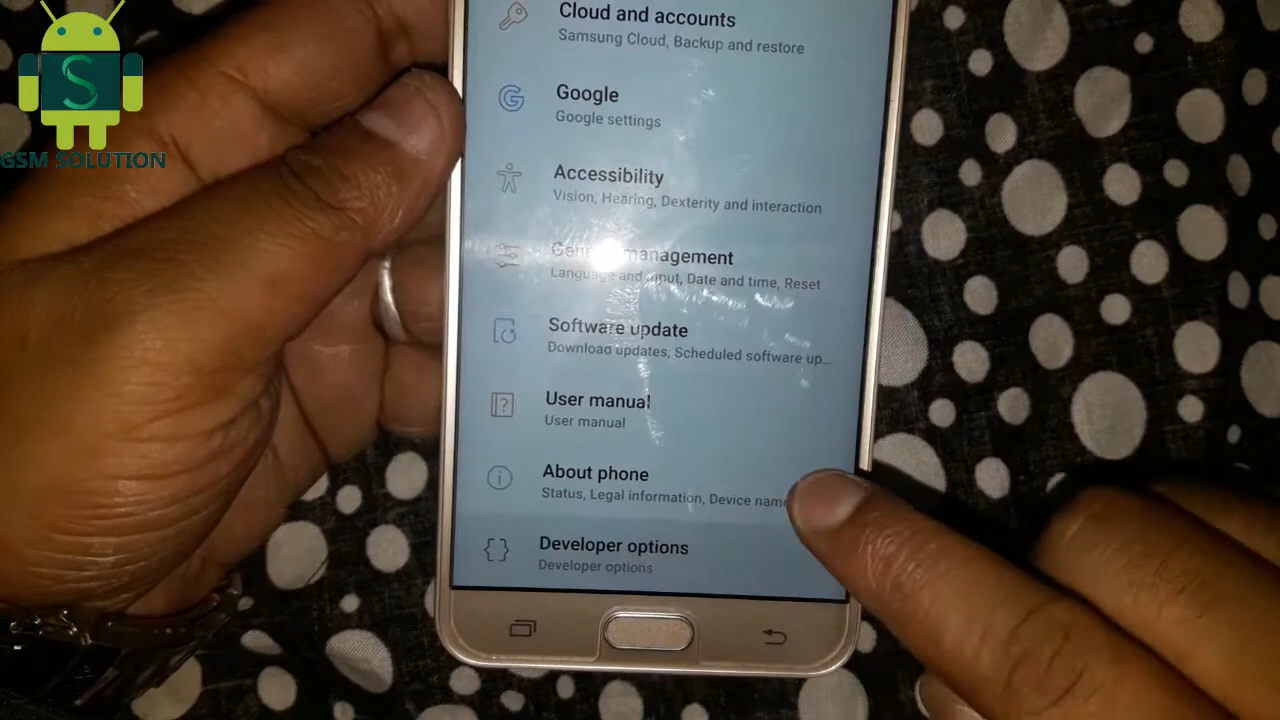 S
GSM SOLUTION
Cloud and accounts
Samsung Cloud, Backup and restore
Google
Google settings
Accessibility
Vision, Hearing, Dexterity and interaction
General management
Language and input, Date and time, Reset
Software update
Download updates, Scheduled software up...
User manual
User manual
About phone
Status, Legal information, Device name
Developer options
Developer options